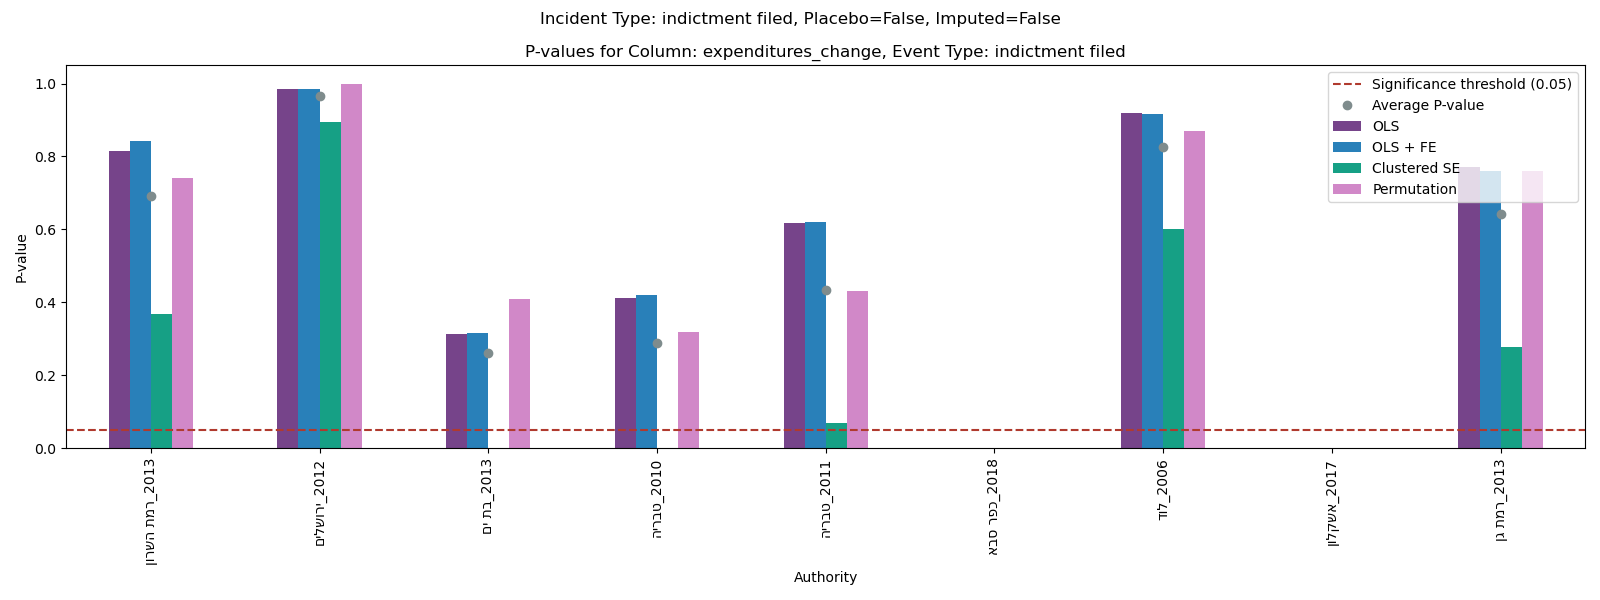 Incident Type: indictment filed, Placebo=False, Imputed=False
P-values for Column: expenditures_change, Event Type: indictment filed
Significance threshold (0.05)
Average P-value
OLS
OLS + FE
Clustered SE
Permutation
P-value
1.0
0.8
0.6
0.4
0.2
0.0
רמת השרון_2013
ירושלים_2012
בת ים_2013
טבריה_2010
טבריה_2011
כפר סבא_2018
לוד_2006
אשקלון_2017
רמת גן_2013
Authority